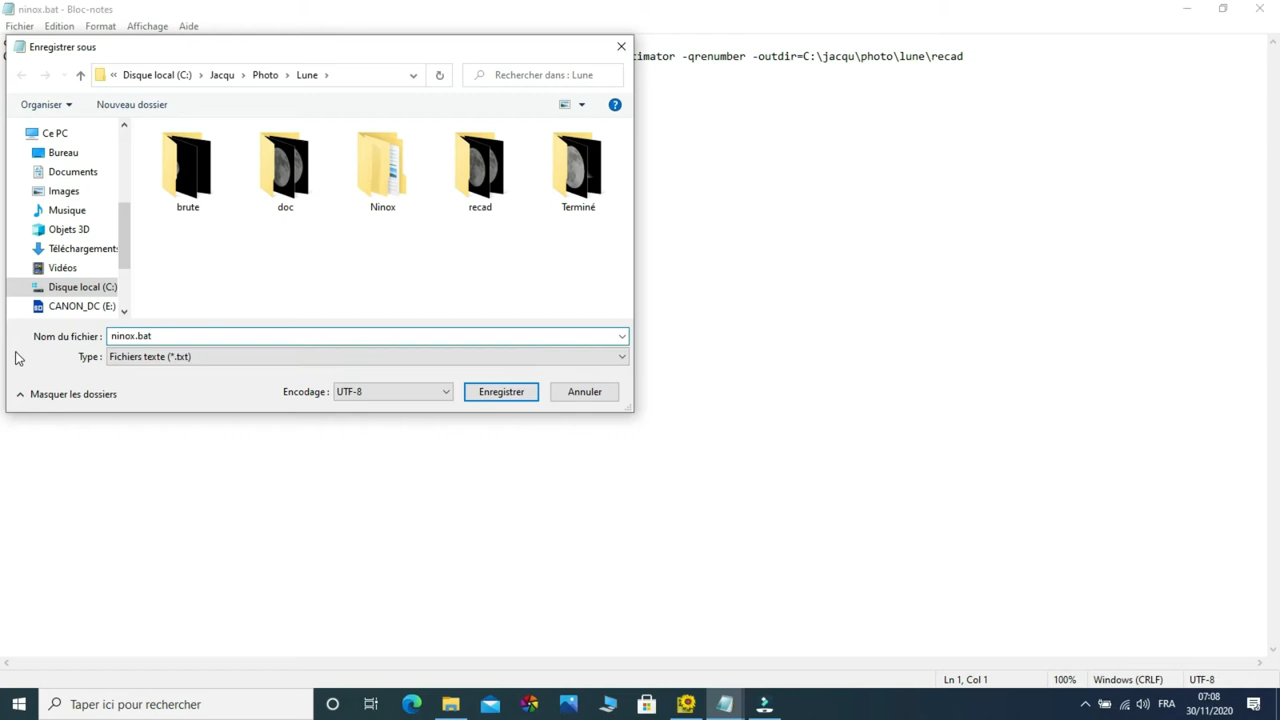 ninox.bat - Bloc-notes
Fichier Edition Format Affichage Aide
Enregistrer sous
imator -qrenumber -outdir=C:\jacqu\photo\lune\recad
« Disque local (C:) › Jacqu › Photo › Lune ›
Rechercher dans : Lune
Organiser Nouveau dossier
Ce PC
Bureau
Documents
Images
Musique
Objets 3D
Téléchargement
Vidéos
Disque local (C:)
CANON_DC (E:)
brute doc Ninox recad Terminé
Nom du fichier : ninox.bat
Type : Fichiers texte (*.txt)
Masquer les dossiers
Encodage : UTF-8
Enregistrer Annuler
Ln 1, Col 1 100% Windows (CRLF) UTF-8
Taper ici pour rechercher
FRA
07:08
30/11/2020